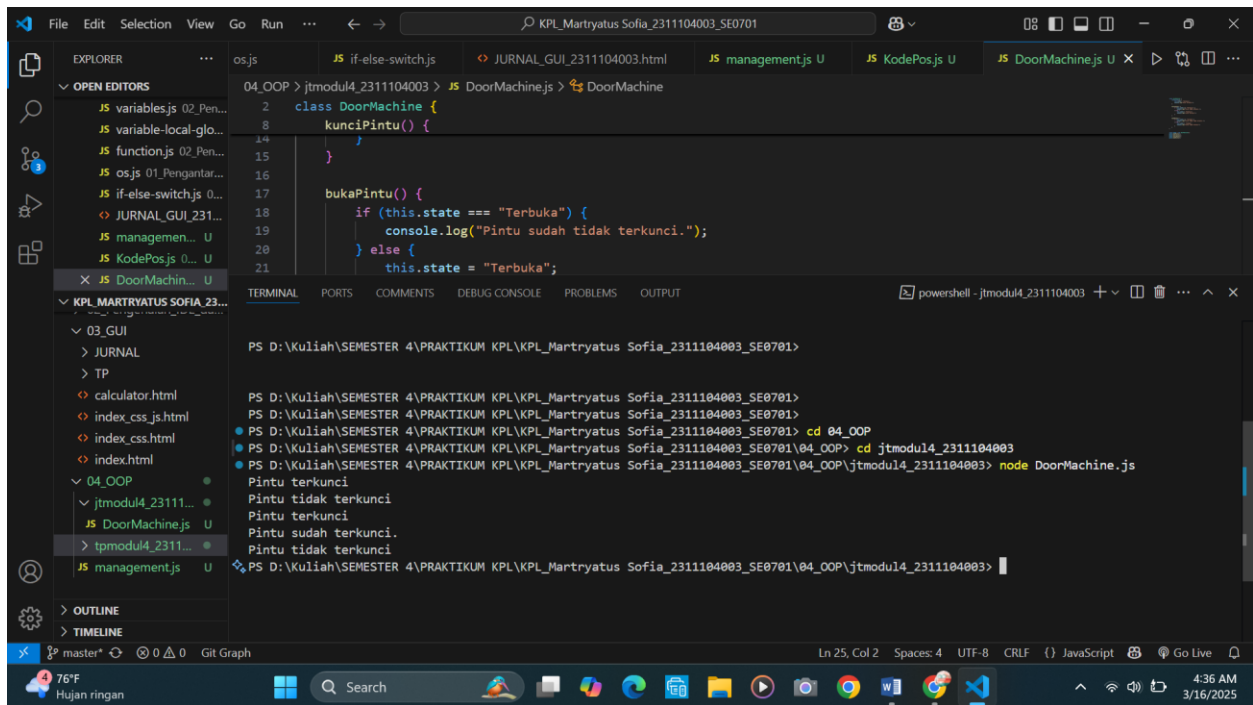 File Edit Selection View Go Run ··· KPL_Martryatus Sofia_2311104003_SE0701
EXPLORER ···
OPEN EDITORS
JS variables.js 02_Pen...
JS variable-local-glo...
JS function.js 02_Pen...
JS os.js 01_Pengantar...
JS if-else-switch.js 0...
<> JURNAL_GUI_231...
JS managemen... U
JS KodePos.js 0... U
JS DoorMachin... U
KPL_MARTRYATUS SOFIA_23...
03_GUI
JURNAL
TP
<> calculator.html
<> index_css_js.html
<> index_css.html
<> index.html
04_OOP
jtmodul4_23111...
JS DoorMachine.js U
tpmodul4_2311...
JS management.js U
OUTLINE
TIMELINE
3
os.js JS if-else-switch.js <> JURNAL_GUI_2311104003.html JS management.js U JS KodePos.js U JS DoorMachine.js U
04_OOP > jtmodul4_2311104003 > JS DoorMachine.js > DoorMachine
2 class DoorMachine {
8 kunciPintu() {
14 }
15 }
16
17 bukaPintu() {
18 if (this.state === "Terbuka") {
19 console.log("Pintu sudah tidak terkunci.");
20 } else {
21 this.state = "Terbuka";
TERMINAL PORTS COMMENTS DEBUG CONSOLE PROBLEMS OUTPUT powershell - jtmodul4_2311104003
PS D:\Kuliah\SEMESTER 4\PRAKTIKUM KPL\KPL_Martryatus Sofia_2311104003_SE0701>
PS D:\Kuliah\SEMESTER 4\PRAKTIKUM KPL\KPL_Martryatus Sofia_2311104003_SE0701>
PS D:\Kuliah\SEMESTER 4\PRAKTIKUM KPL\KPL_Martryatus Sofia_2311104003_SE0701>
PS D:\Kuliah\SEMESTER 4\PRAKTIKUM KPL\KPL_Martryatus Sofia_2311104003_SE0701> cd 04_OOP
PS D:\Kuliah\SEMESTER 4\PRAKTIKUM KPL\KPL_Martryatus Sofia_2311104003_SE0701\04_OOP> cd jtmodul4_2311104003
PS D:\Kuliah\SEMESTER 4\PRAKTIKUM KPL\KPL_Martryatus Sofia_2311104003_SE0701\04_OOP\jtmodul4_2311104003> node DoorMachine.js
Pintu terkunci
Pintu tidak terkunci
Pintu terkunci
Pintu sudah terkunci.
Pintu tidak terkunci
PS D:\Kuliah\SEMESTER 4\PRAKTIKUM KPL\KPL_Martryatus Sofia_2311104003_SE0701\04_OOP\jtmodul4_2311104003>
master* 0 0 Git Graph Ln 25, Col 2 Spaces: 4 UTF-8 CRLF {} JavaScript Go Live
4 76°F
Hujan ringan
Search
4:36 AM
3/16/2025